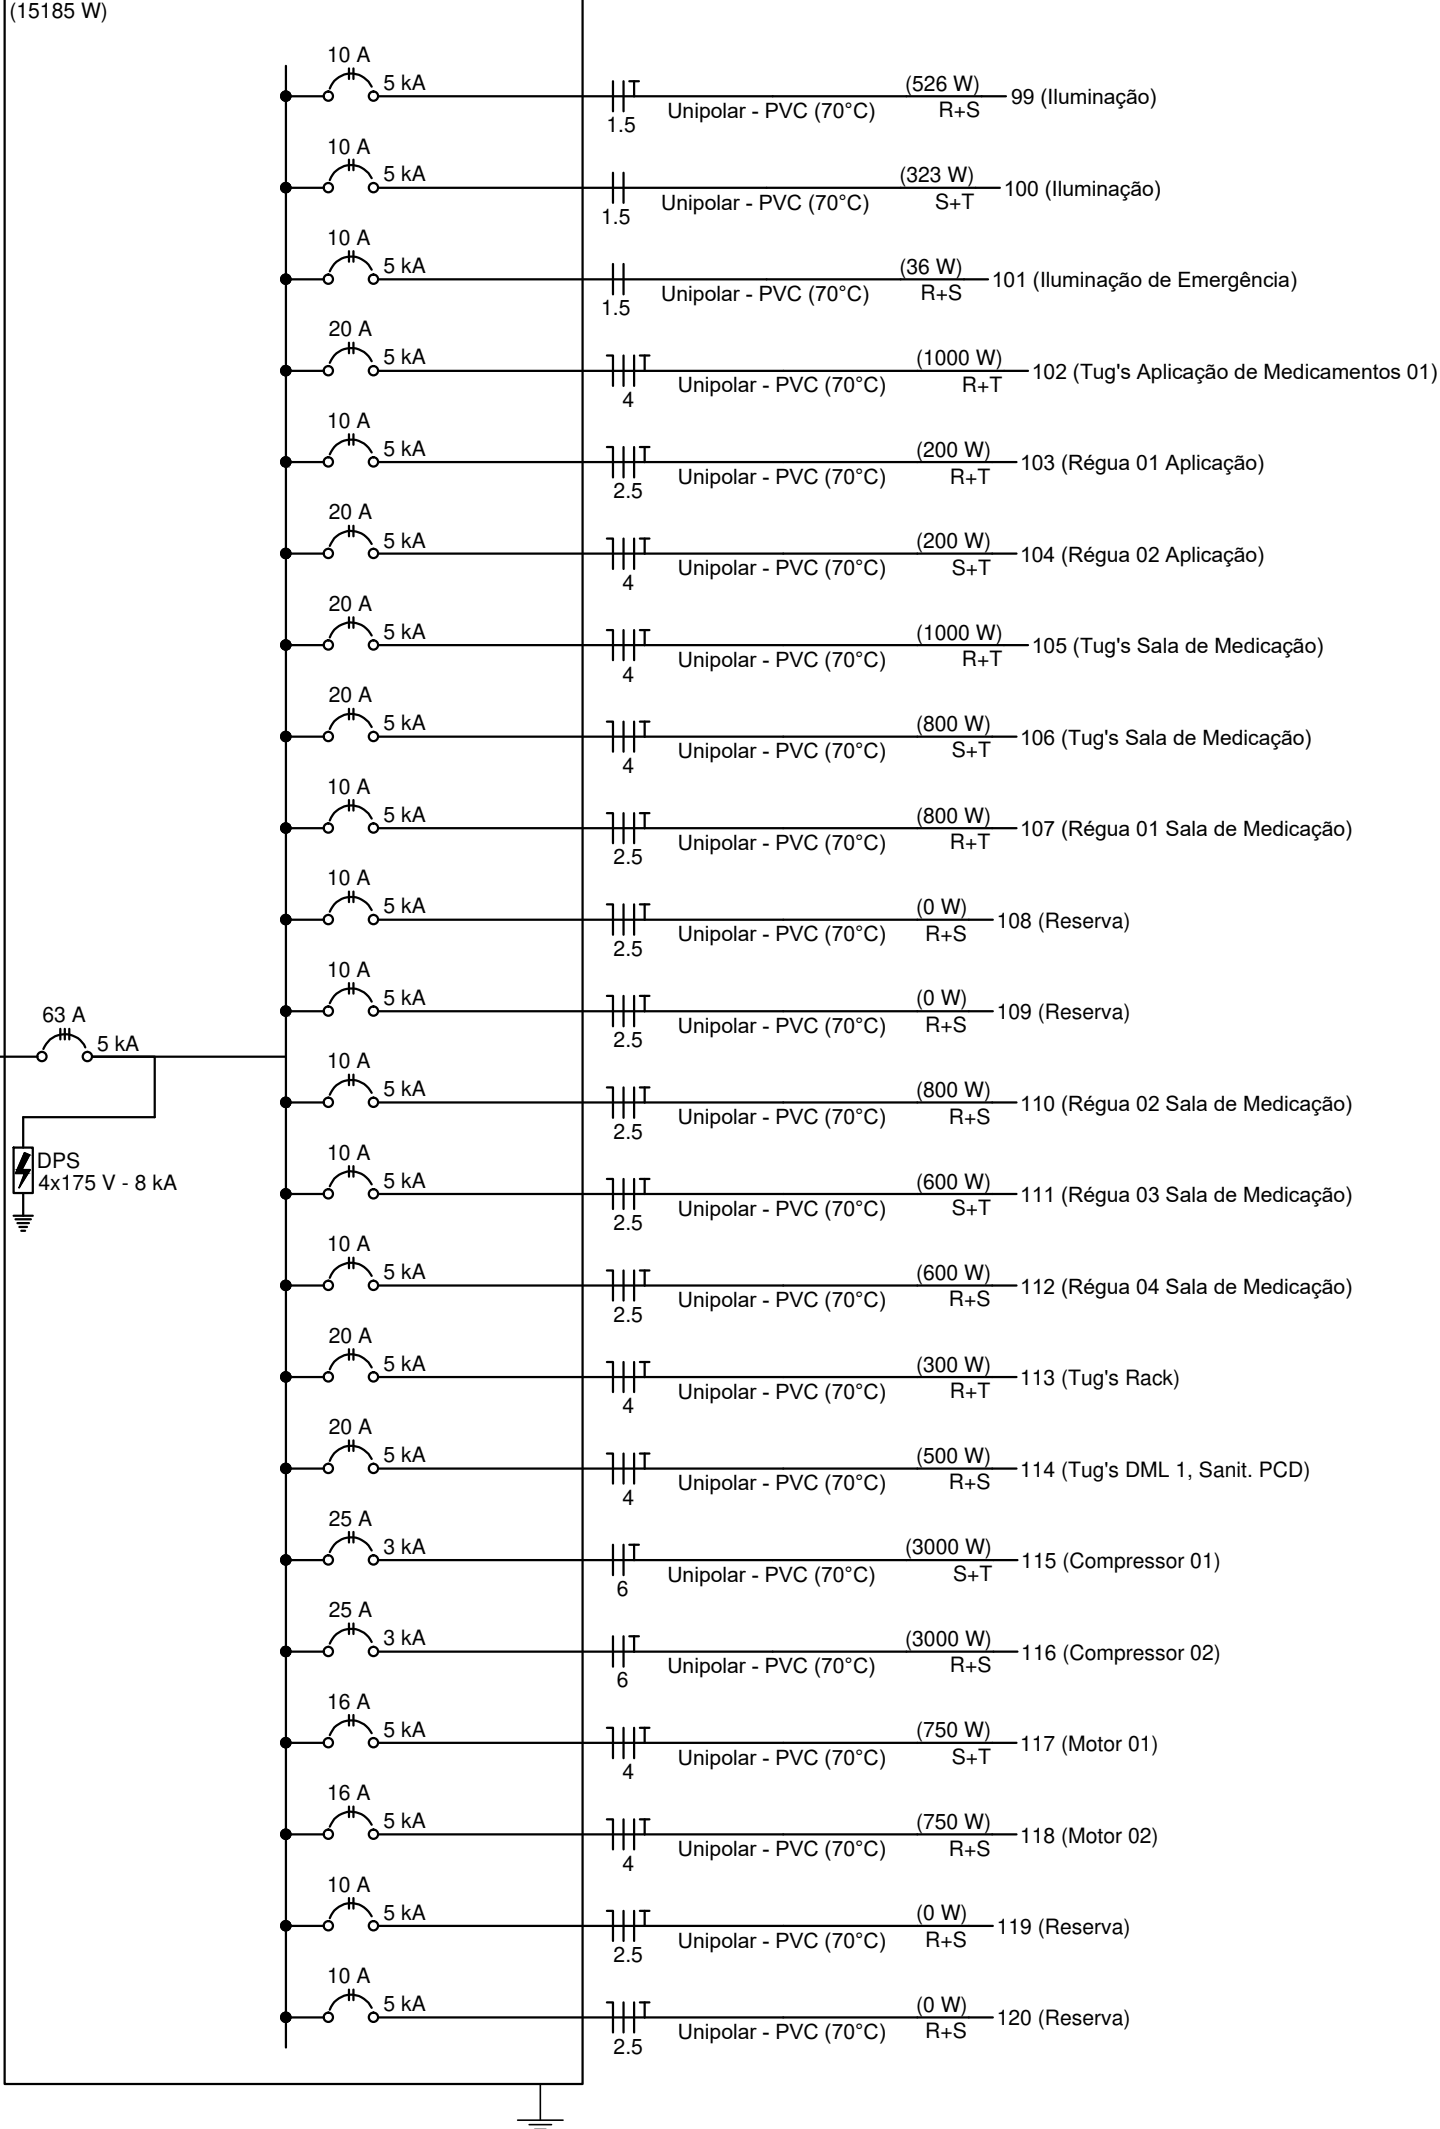 (15185 W)
10 A
5 kA
1.5
Unipolar - PVC (70°C)
(526 W)
R+S
99 (Iluminação)
10 A
5 kA
1.5
Unipolar - PVC (70°C)
(323 W)
S+T
100 (Iluminação)
10 A
5 kA
1.5
Unipolar - PVC (70°C)
(36 W)
R+S
101 (Iluminação de Emergência)
20 A
5 kA
4
Unipolar - PVC (70°C)
(1000 W)
R+T
102 (Tug's Aplicação de Medicamentos 01)
10 A
5 kA
2.5
Unipolar - PVC (70°C)
(200 W)
R+T
103 (Régua 01 Aplicação)
20 A
5 kA
4
Unipolar - PVC (70°C)
(200 W)
S+T
104 (Régua 02 Aplicação)
20 A
5 kA
4
Unipolar - PVC (70°C)
(1000 W)
R+T
105 (Tug's Sala de Medicação)
20 A
5 kA
4
Unipolar - PVC (70°C)
(800 W)
S+T
106 (Tug's Sala de Medicação)
10 A
5 kA
2.5
Unipolar - PVC (70°C)
(800 W)
R+T
107 (Régua 01 Sala de Medicação)
10 A
5 kA
2.5
Unipolar - PVC (70°C)
(0 W)
R+S
108 (Reserva)
10 A
5 kA
2.5
Unipolar - PVC (70°C)
(0 W)
R+S
109 (Reserva)
63 A
5 kA
DPS
4x175 V - 8 kA
10 A
5 kA
2.5
Unipolar - PVC (70°C)
(800 W)
R+S
110 (Régua 02 Sala de Medicação)
10 A
5 kA
2.5
Unipolar - PVC (70°C)
(600 W)
S+T
111 (Régua 03 Sala de Medicação)
10 A
5 kA
2.5
Unipolar - PVC (70°C)
(600 W)
R+S
112 (Régua 04 Sala de Medicação)
20 A
5 kA
4
Unipolar - PVC (70°C)
(300 W)
R+T
113 (Tug's Rack)
20 A
5 kA
4
Unipolar - PVC (70°C)
(500 W)
R+S
114 (Tug's DML 1, Sanit. PCD)
25 A
3 kA
6
Unipolar - PVC (70°C)
(3000 W)
S+T
115 (Compressor 01)
25 A
3 kA
6
Unipolar - PVC (70°C)
(3000 W)
R+S
116 (Compressor 02)
16 A
5 kA
4
Unipolar - PVC (70°C)
(750 W)
S+T
117 (Motor 01)
16 A
5 kA
4
Unipolar - PVC (70°C)
(750 W)
R+S
118 (Motor 02)
10 A
5 kA
2.5
Unipolar - PVC (70°C)
(0 W)
R+S
119 (Reserva)
10 A
5 kA
2.5
Unipolar - PVC (70°C)
(0 W)
R+S
120 (Reserva)